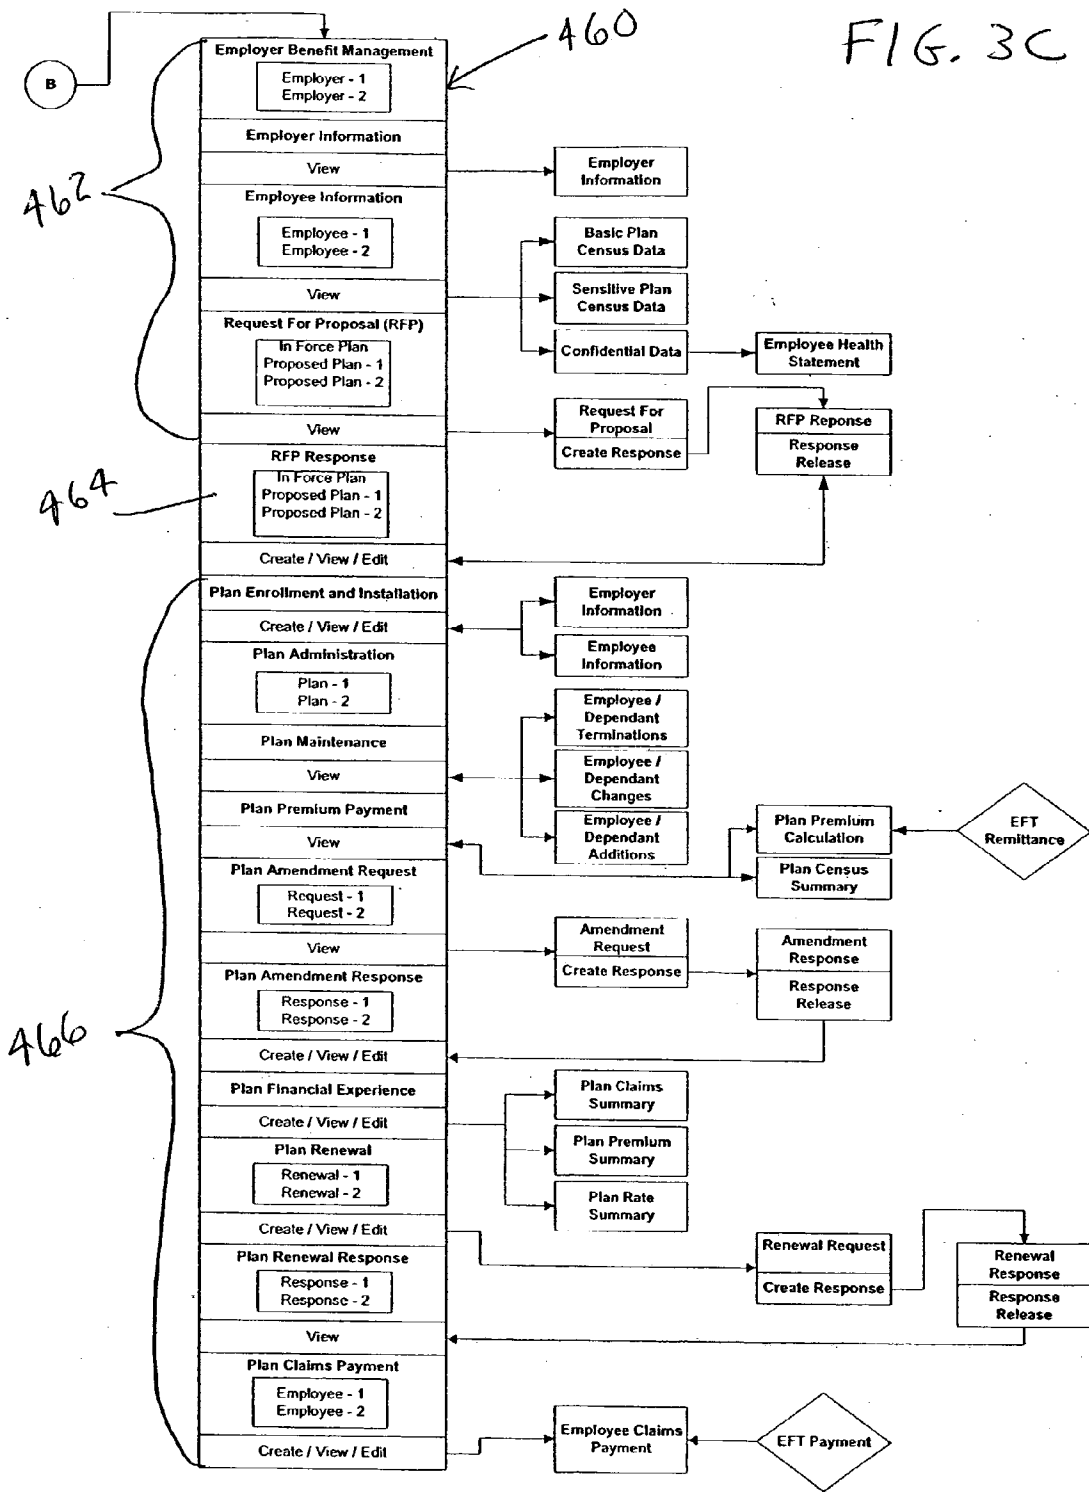 FIG. 3C
460
B
Employer Benefit Management
Employer - 1
Employer - 2
Employer Information
View
Employer
Information
462
Employee Information
Employee - 1
Employee - 2
Basic Plan
Census Data
View
Sensitive Plan
Census Data
Request For Proposal (RFP)
In Force Plan
Proposed Plan - 1
Proposed Plan - 2
Confidential Data
Employee Health
Statement
View
Request For
Proposal
Create Response
RFP Reponse
Response
Release
464
RFP Response
In Force Plan
Proposed Plan - 1
Proposed Plan - 2
Create / View / Edit
Plan Enrollment and Installation
Create / View / Edit
Employer
Information
Employee
Information
Plan Administration
Plan - 1
Plan - 2
Employee /
Dependant
Terminations
Plan Maintenance
View
Employee /
Dependant
Changes
Plan Premium Payment
View
Employee /
Dependant
Additions
Plan Premium
Calculation
EFT
Remittance
Plan Census
Summary
Plan Amendment Request
Request - 1
Request - 2
View
Amendment
Request
Create Response
Amendment
Response
Response
Release
466
Plan Amendment Response
Response - 1
Response - 2
Create / View / Edit
Plan Financial Experience
Create / View / Edit
Plan Claims
Summary
Plan Premium
Summary
Plan Rate
Summary
Plan Renewal
Renewal - 1
Renewal - 2
Create / View / Edit
Renewal Request
Create Response
Renewal
Response
Response
Release
Plan Renewal Response
Response - 1
Response - 2
View
Plan Claims Payment
Employee - 1
Employee - 2
Create / View / Edit
Employee Claims
Payment
EFT Payment